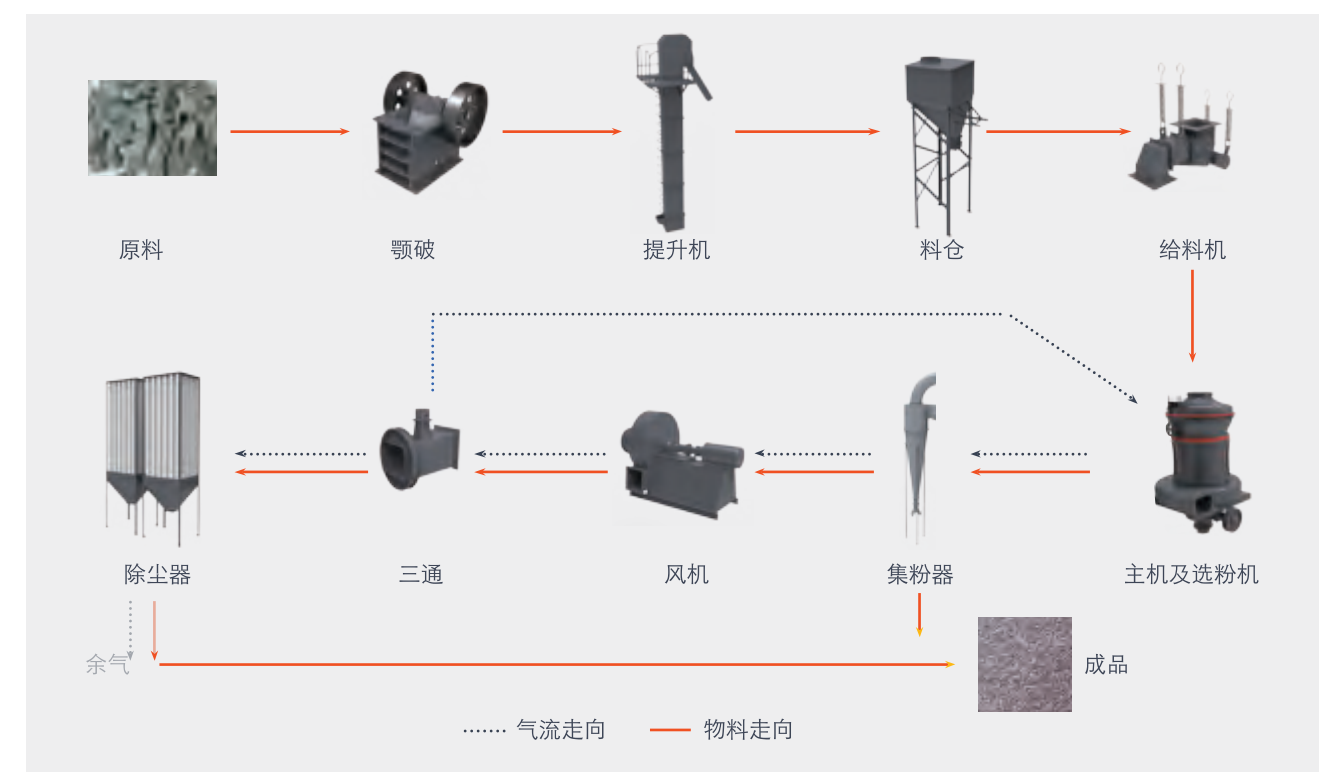 原料
颚破
提升机
料仓
给料机
除尘器
三通
风机
集粉器
主机及选粉机
余气
成品
气流走向
物料走向